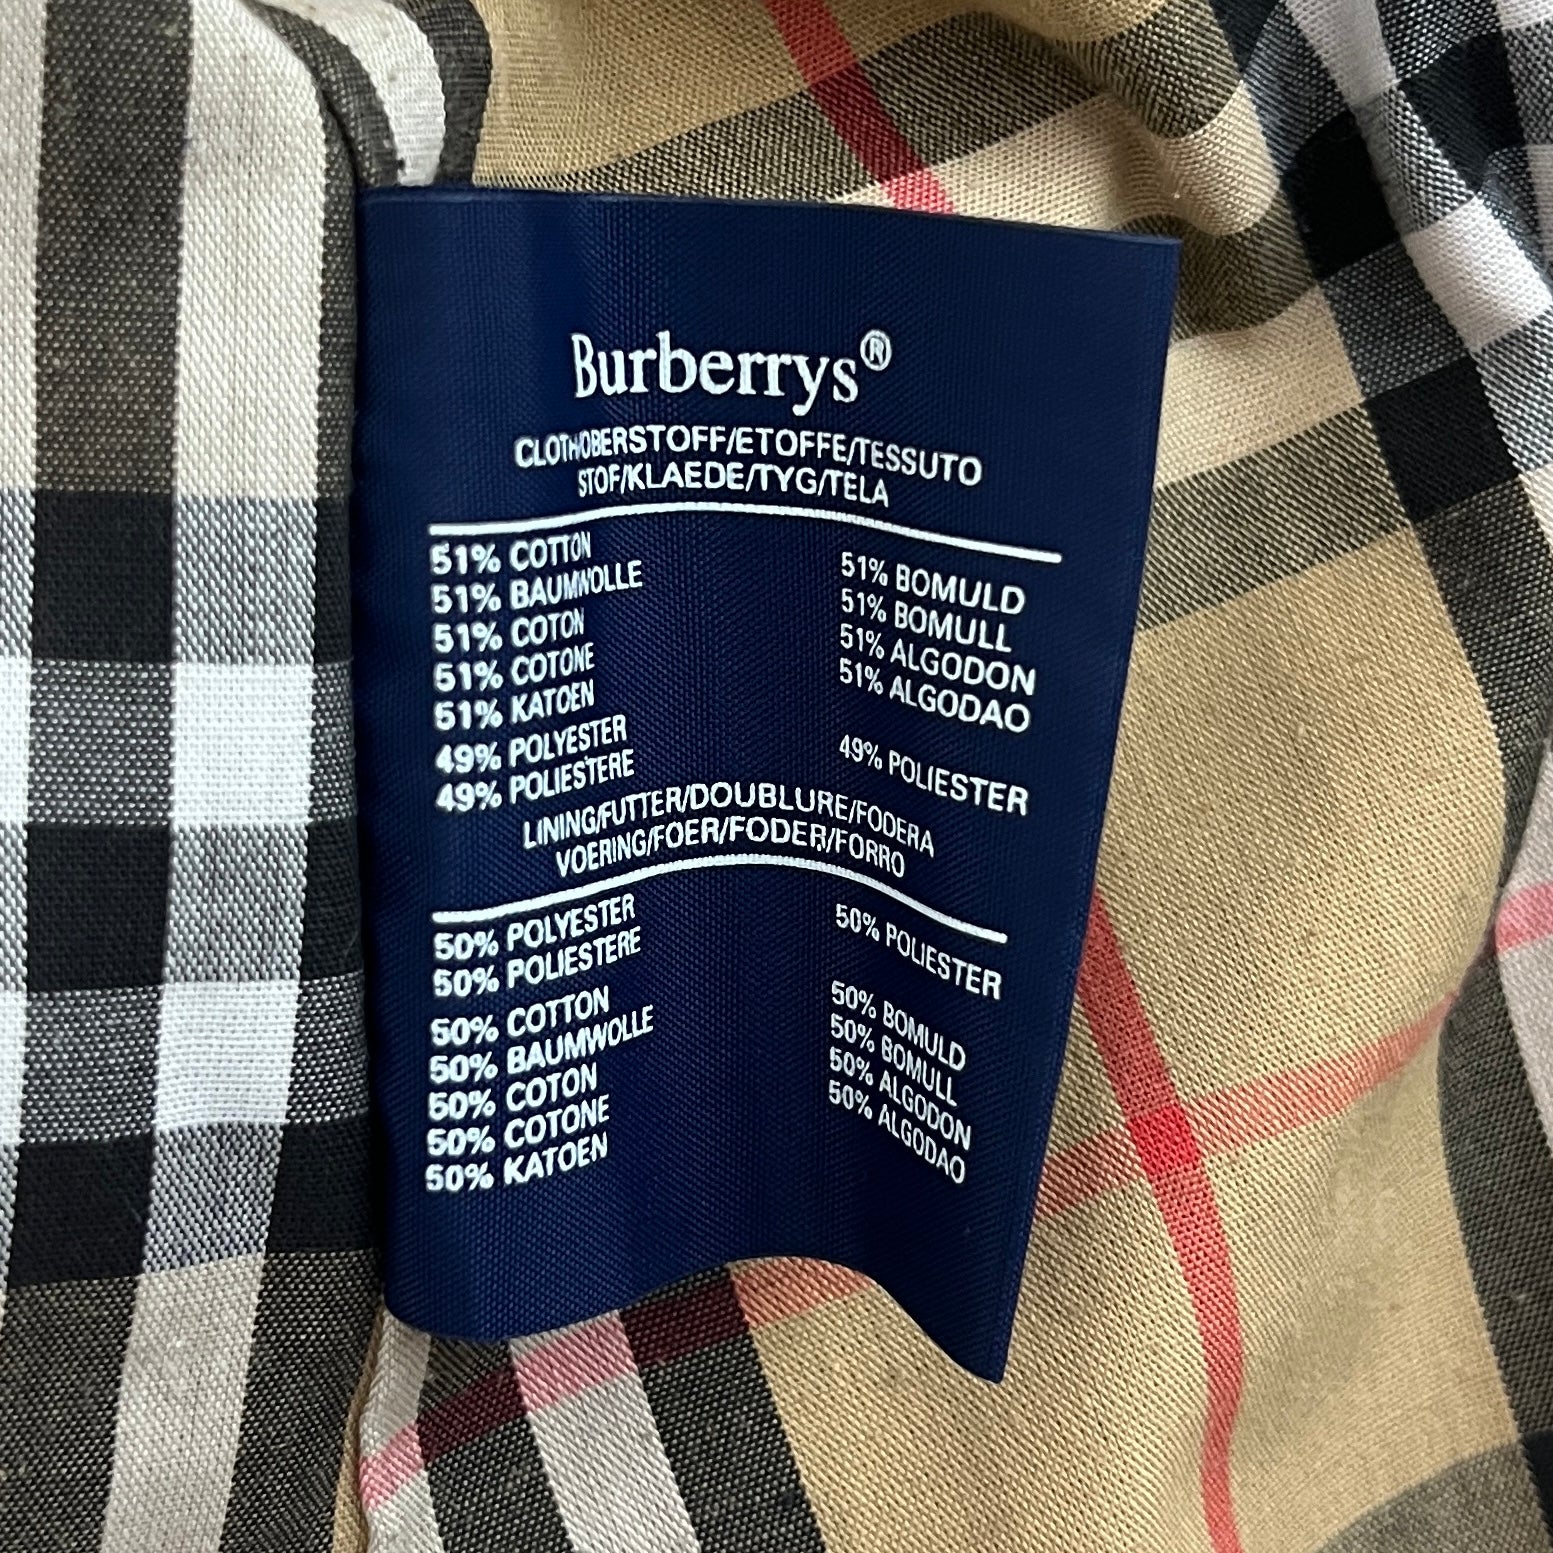 Burberrys®
CLOTH/OBERSTOFF/ETOFFE/TESSUTO
STOF/KLAEDE/TYG/TELA
51% COTTON
51% BAUMWOLLE
51% COTON
51% COTONE
51% KATOEN
49% POLYESTER
49% POLIESTERE
51% BOMULD
51% BOMULL
51% ALGODON
51% ALGODAO
49% POLIESTER
LINING/FUTTER/DOUBLURE/FODERA
VOERING/FOER/FODER/FORRO
50% POLYESTER
50% POLIESTERE
50% COTTON
50% BAUMWOLLE
50% COTON
50% COTONE
50% KATOEN
50% POLIESTER
50% BOMULD
50% BOMULL
50% ALGODON
50% ALGODAO